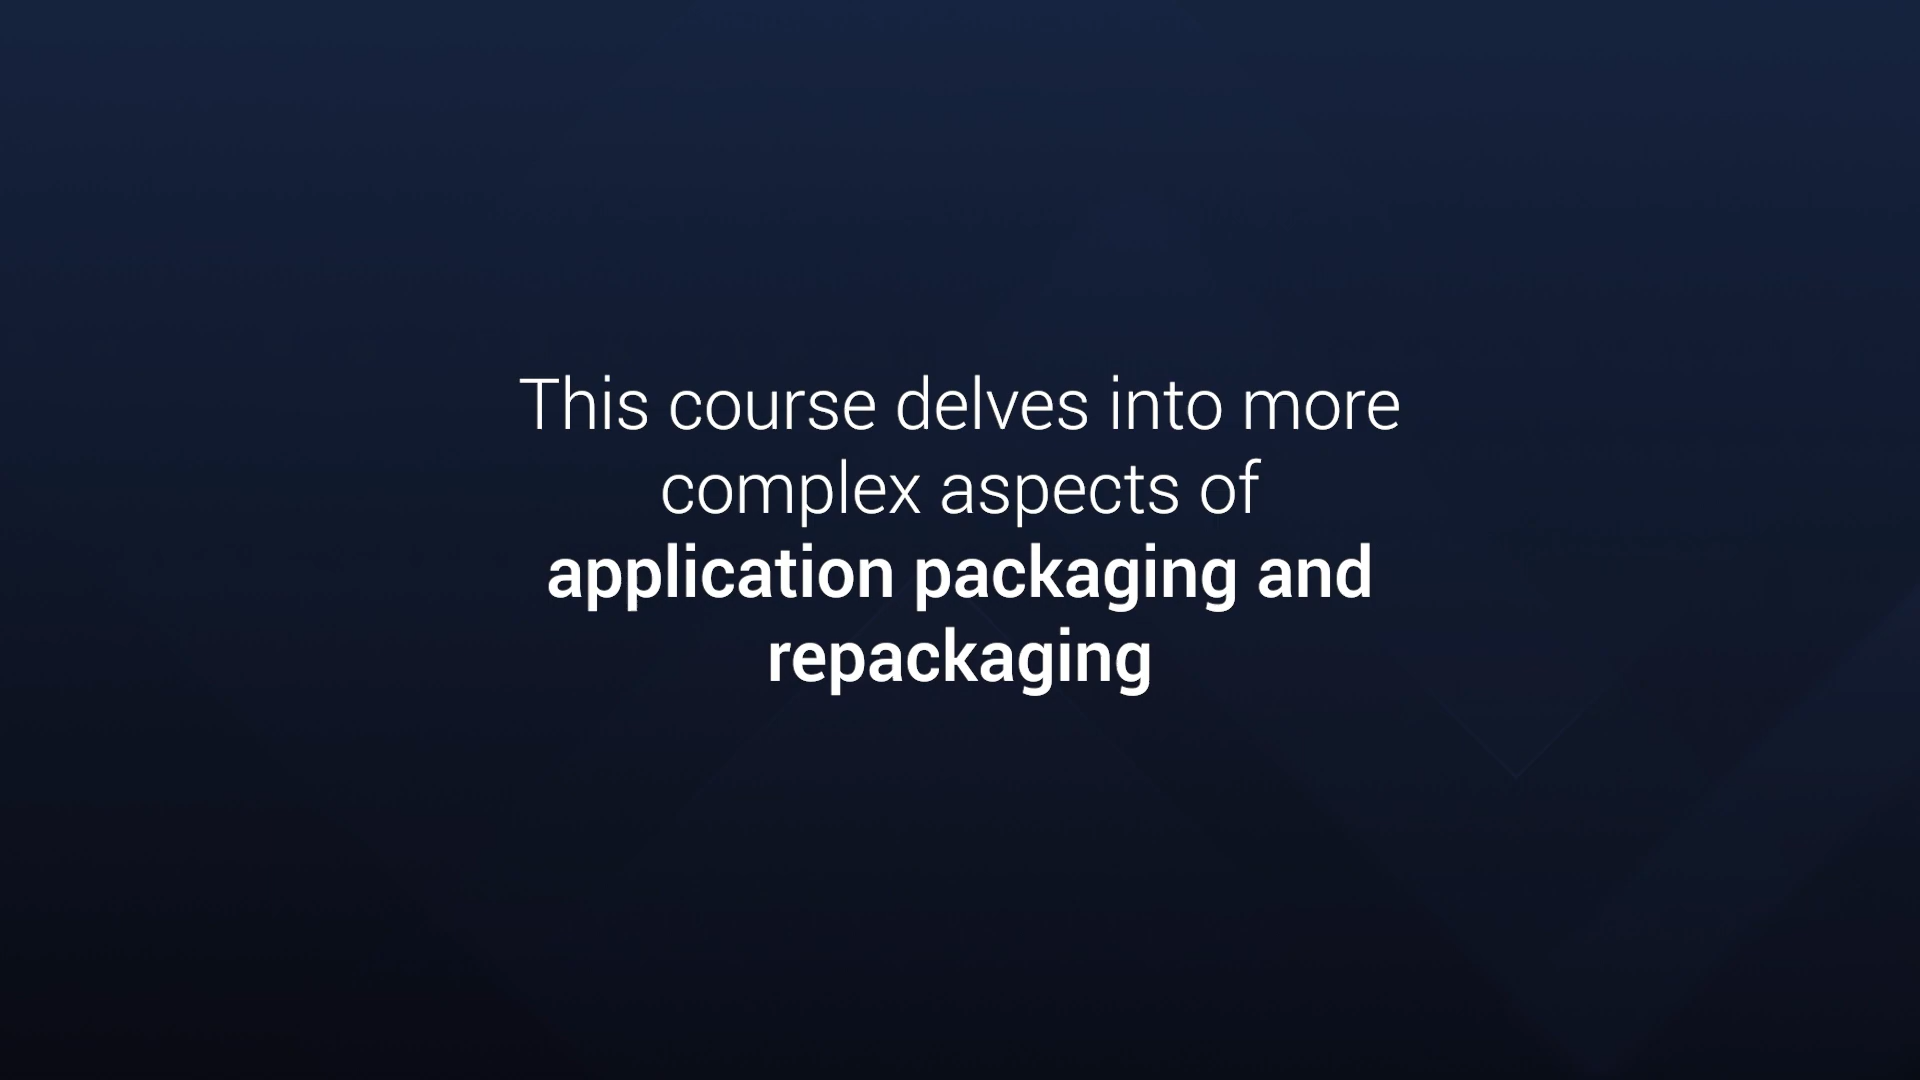 This course delves into more
complex aspects of
application packaging and
repackaging